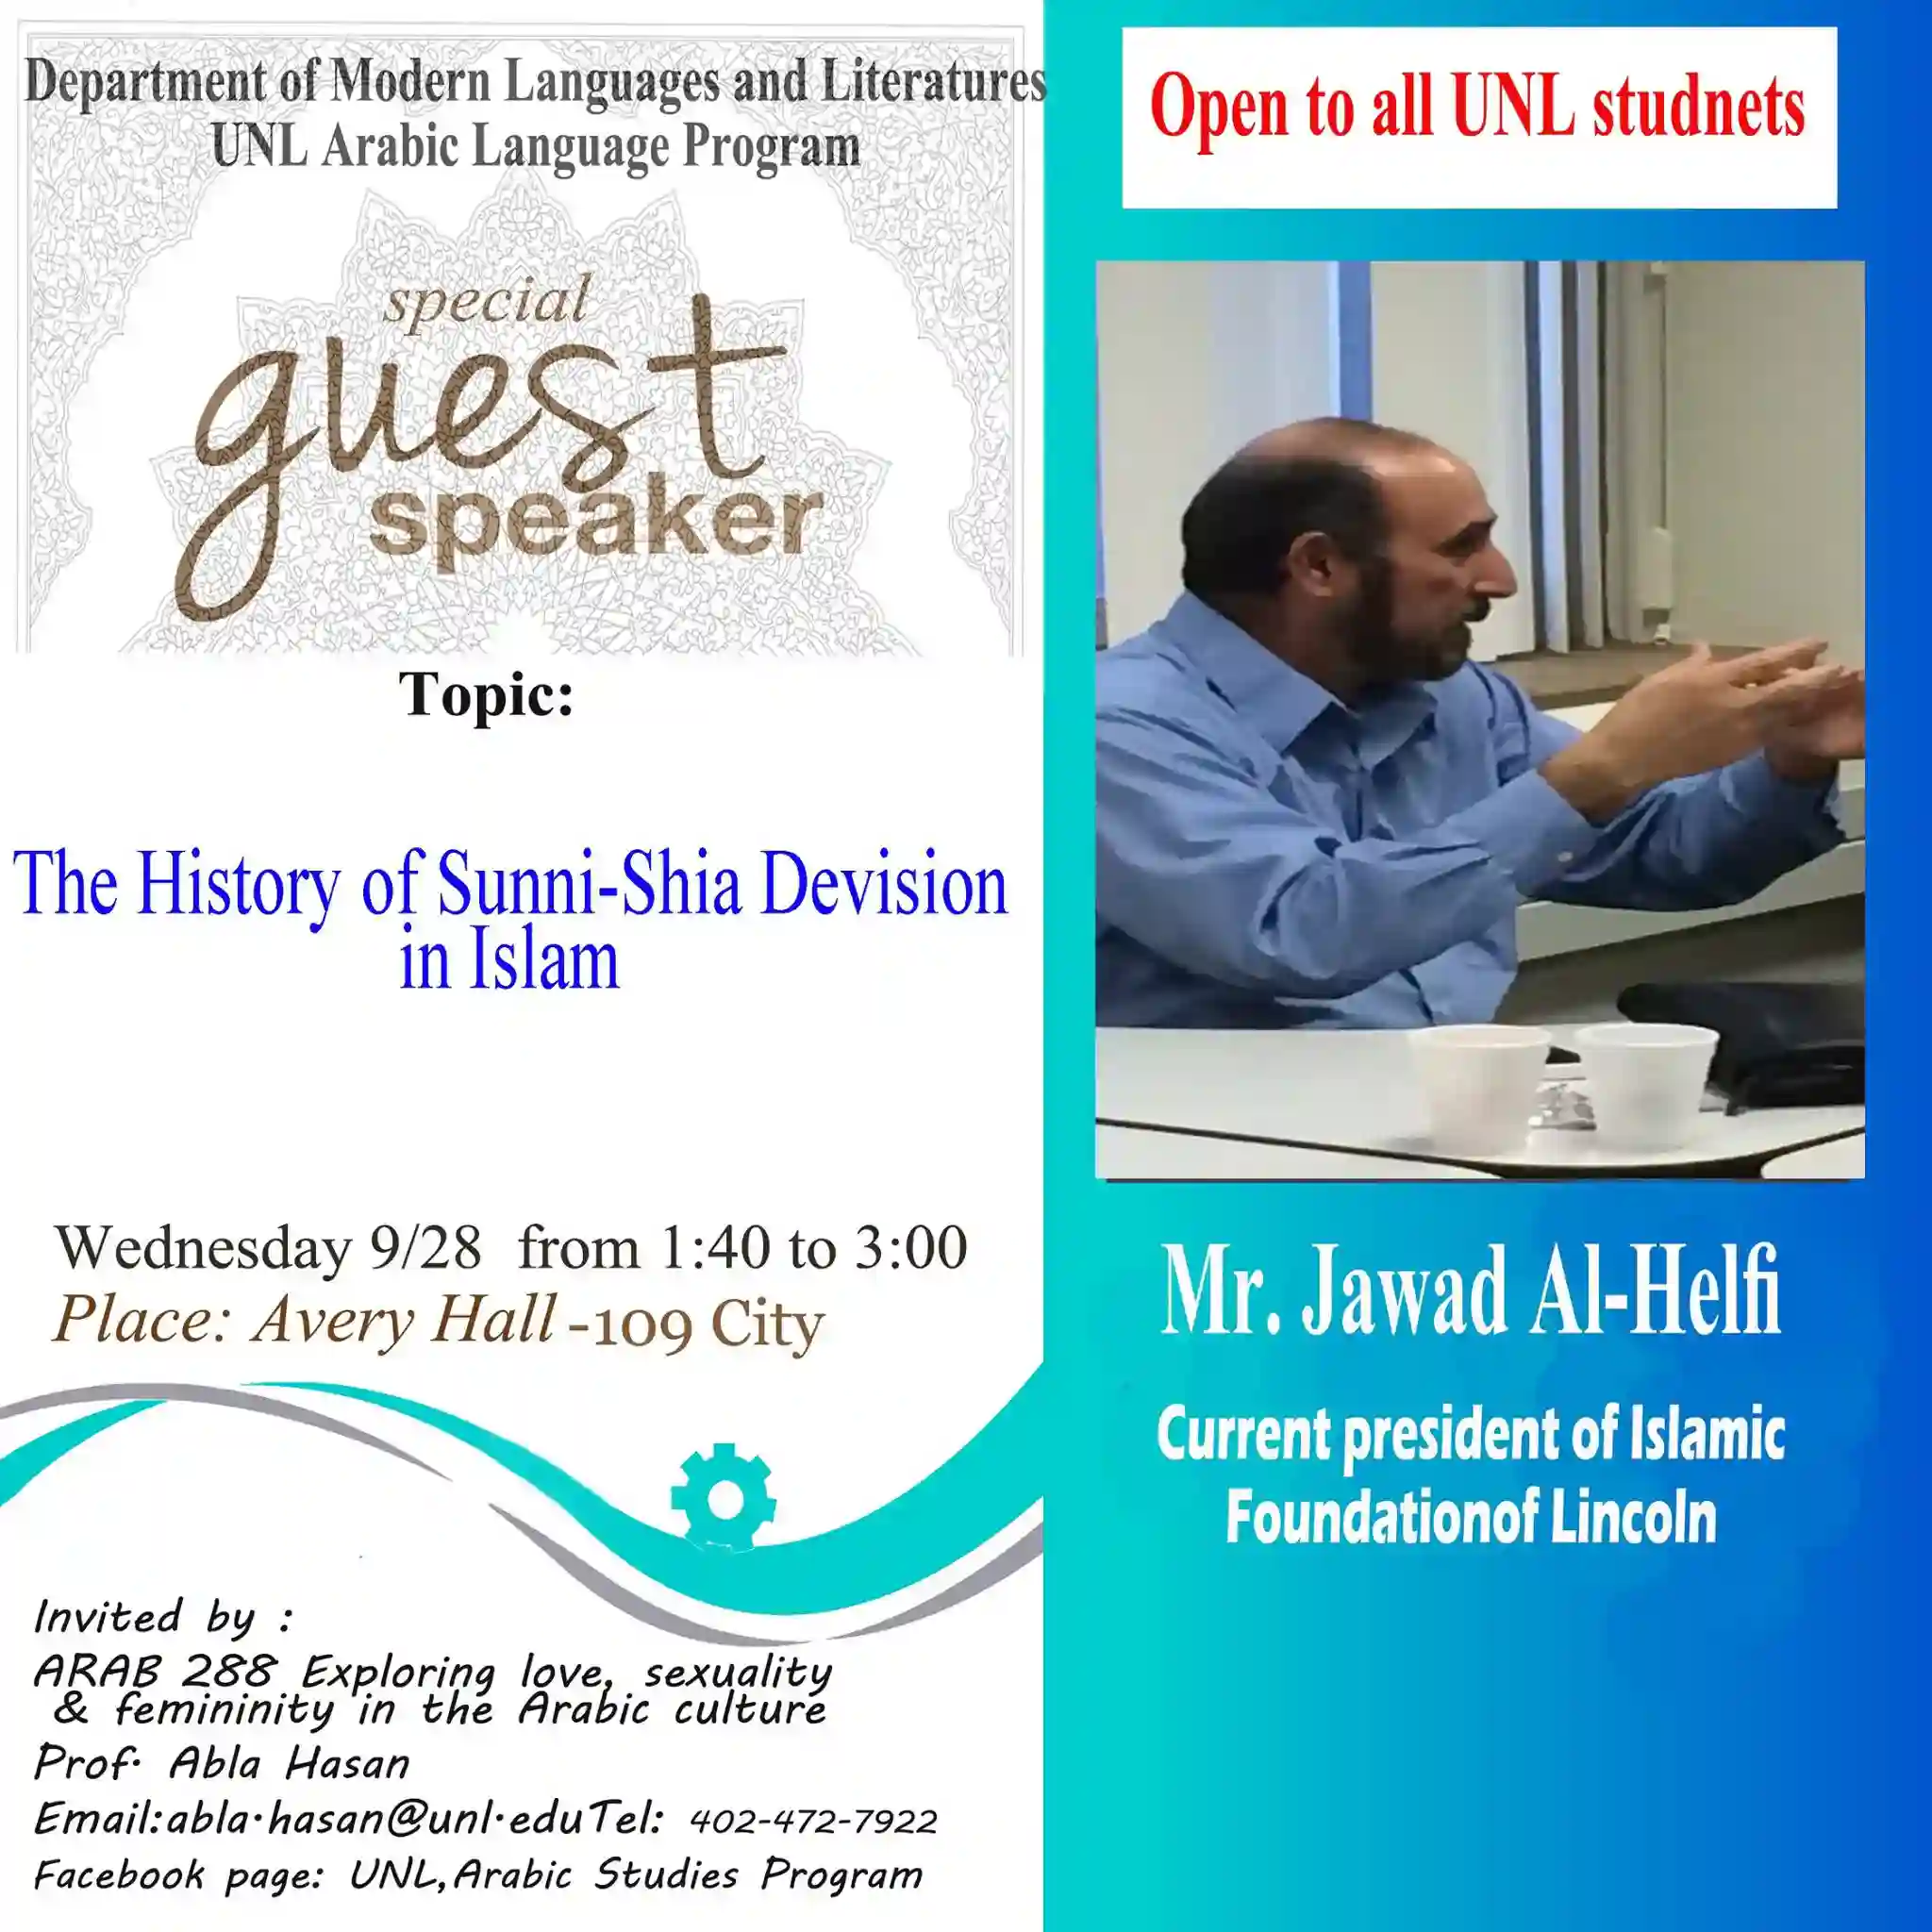 Department of Modern Languages and Literatures
UNL Arabic Language Program
special
guest
speaker
Topic:
The History of Sunni-Shia Devision
in Islam
Wednesday 9/28 from 1:40 to 3:00
Place: Avery Hall -109 City
Invited by :
ARAB 288 Exploring love, sexuality
& femininity in the Arabic culture
Prof. Abla Hasan
Email:abla.hasan@unl.eduTel: 402-472-7922
Facebook page: UNL,Arabic Studies Program
Open to all UNL studnets
Mr. Jawad Al-Helfi
Current president of Islamic
Foundationof Lincoln